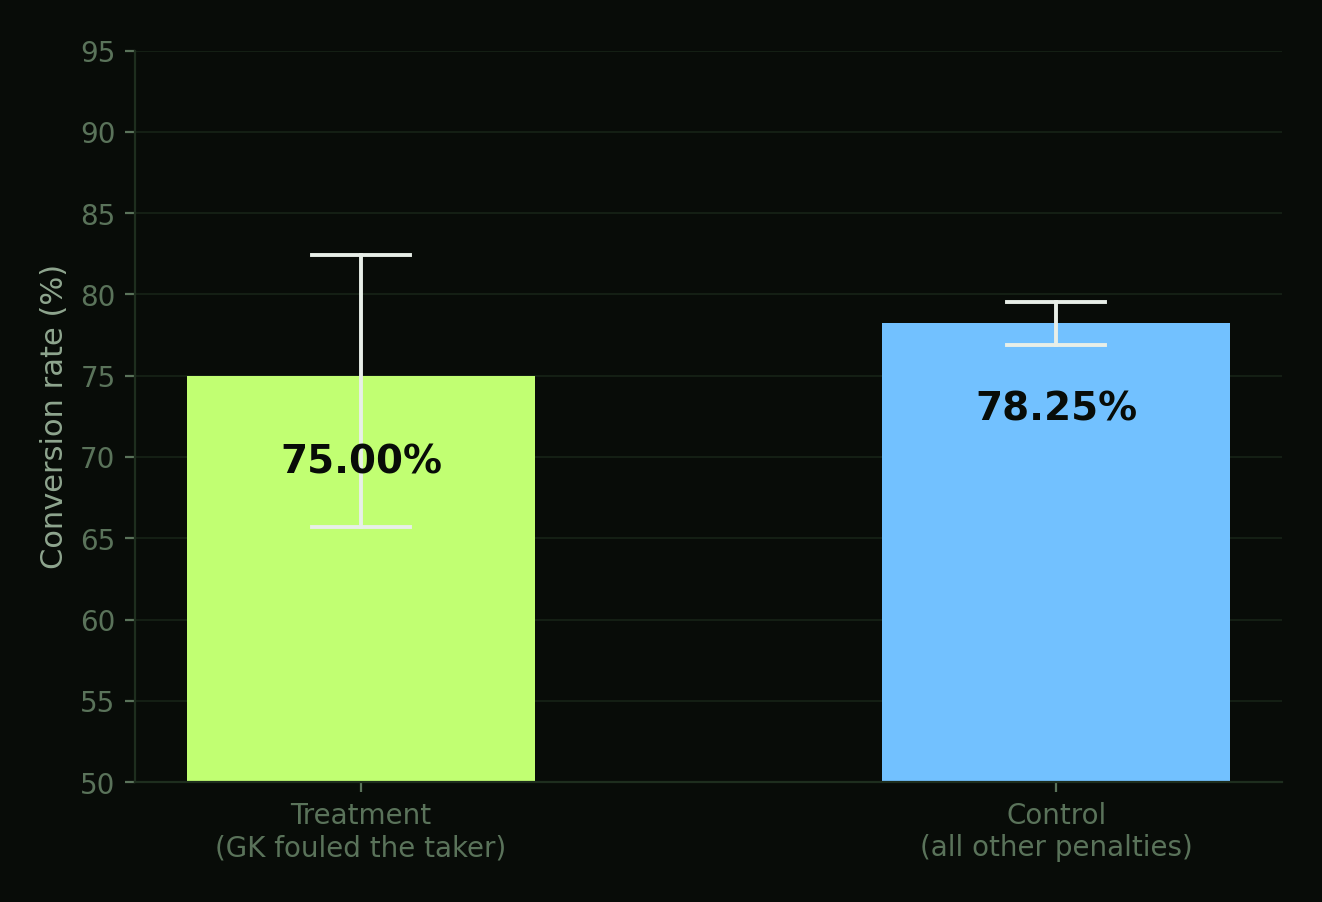 95
90
85
80
75
70
65
60
55
50
Conversion rate (%)
75.00%
78.25%
Treatment
(GK fouled the taker)
Control
(all other penalties)